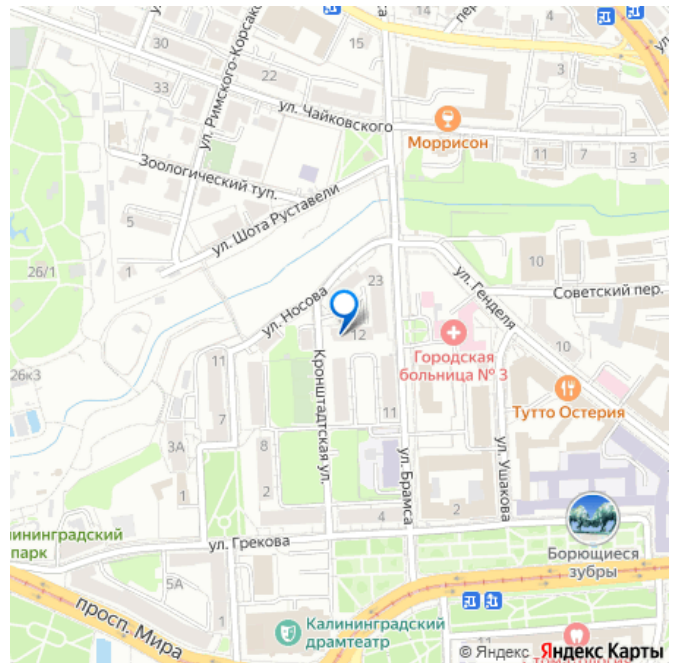 30
22
15
33
ул. Римского-Корсако
ул. Чайковского
3
Моррисон
11
7
3
Зоологический туп.
5
ул. Шота Руставели
26/1
1
23
10
ул. Генделя
Советский пер.
ул. Носова
12
Городская
больница № 3
10
11
26к3
Кронштадтская ул.
Тутто Остерия
7
11
3А
8
ул. Брамса
ул. Ушакова
1
2
2
4
лининградский
парк
ул. Грекова
Борющиеся
зубры
5А
просп. Мира
1
Калининградский
драмтеатр
© Яндекс Яндекс Карты